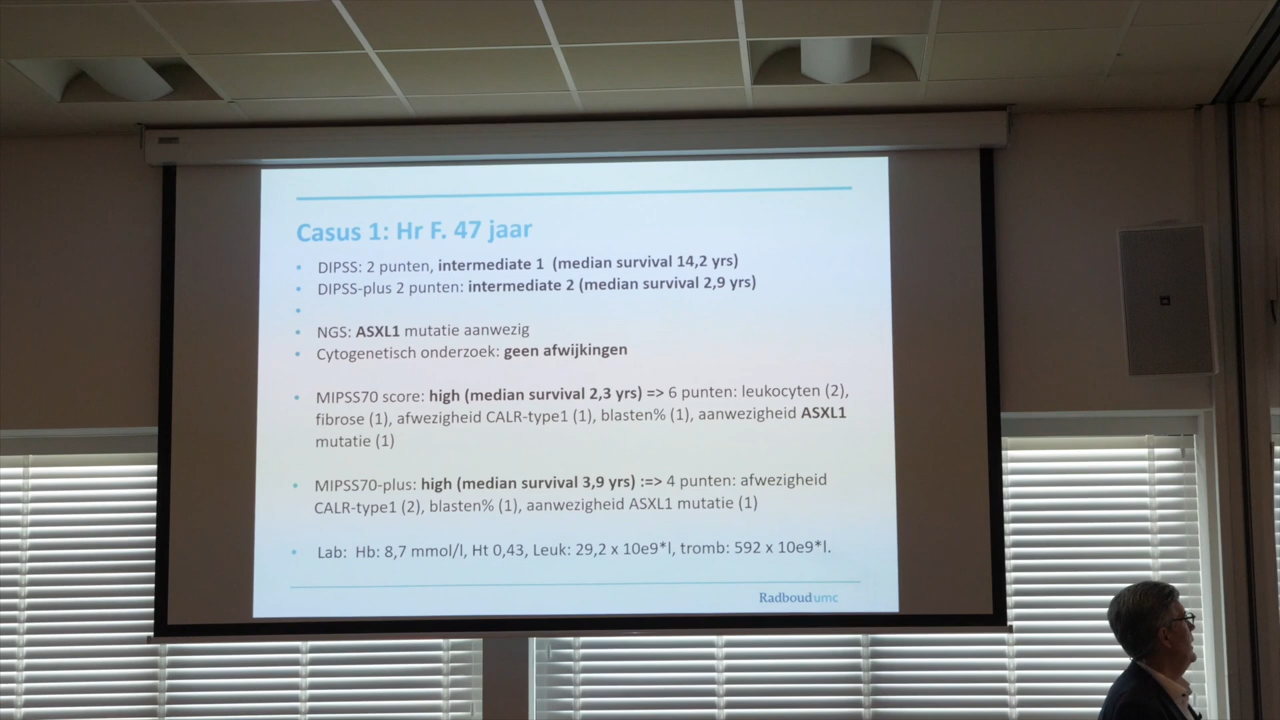 Casus 1: Hr F. 47 jaar
• DIPSS: 2 punten, intermediate 1 (median survival 14,2 yrs)
• DIPSS-plus 2 punten: intermediate 2 (median survival 2,9 yrs)
•
• NGS: ASXL1 mutatie aanwezig
• Cytogenetisch onderzoek: geen afwijkingen
• MIPSS70 score: high (median survival 2,3 yrs) => 6 punten: leukocyten (2),
fibrose (1), afwezigheid CALR-type1 (1), blasten% (1), aanwezigheid ASXL1
mutatie (1)
• MIPSS70-plus: high (median survival 3,9 yrs) :=> 4 punten: afwezigheid
CALR-type1 (2), blasten% (1), aanwezigheid ASXL1 mutatie (1)
• Lab: Hb: 8,7 mmol/l, Ht 0,43, Leuk: 29,2 x 10e9*l, tromb: 592 x 10e9*l.
Radboudumc